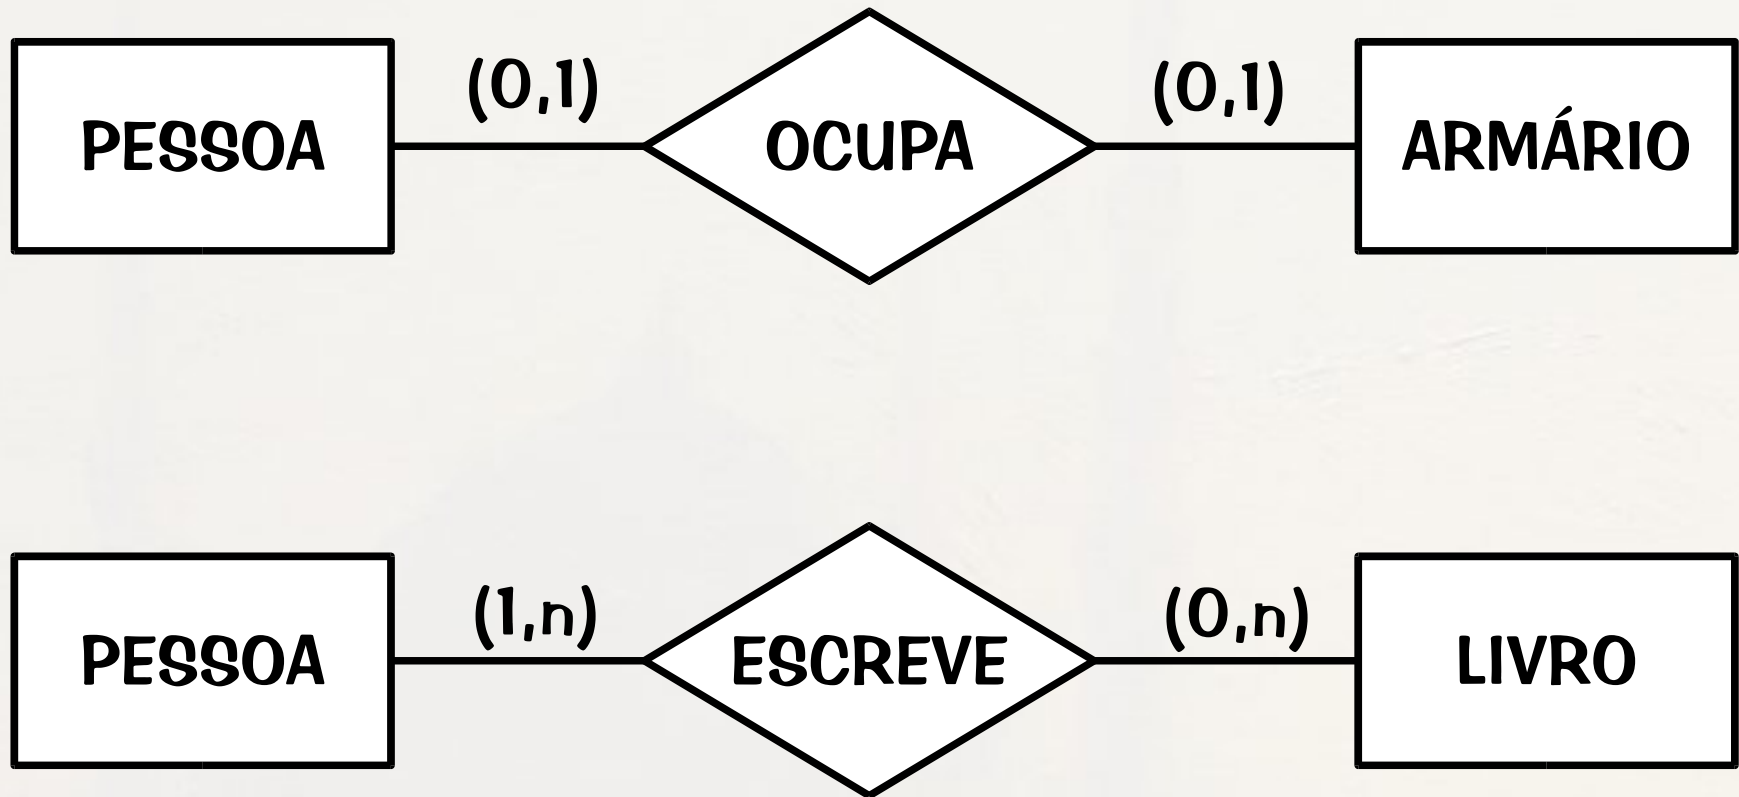 (0,1) (0,1)
PESSOA OCUPA ARMÁRIO
(1,n) (0,n)
PESSOA ESCREVE LIVRO